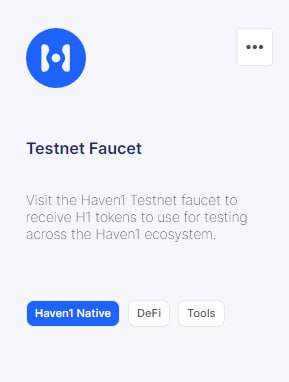 Testnet Faucet
Visit the Haven1 Testnet faucet to
receive H1 tokens to use for testing
across the Haven1 ecosystem.
Haven1 Native DeFi Tools